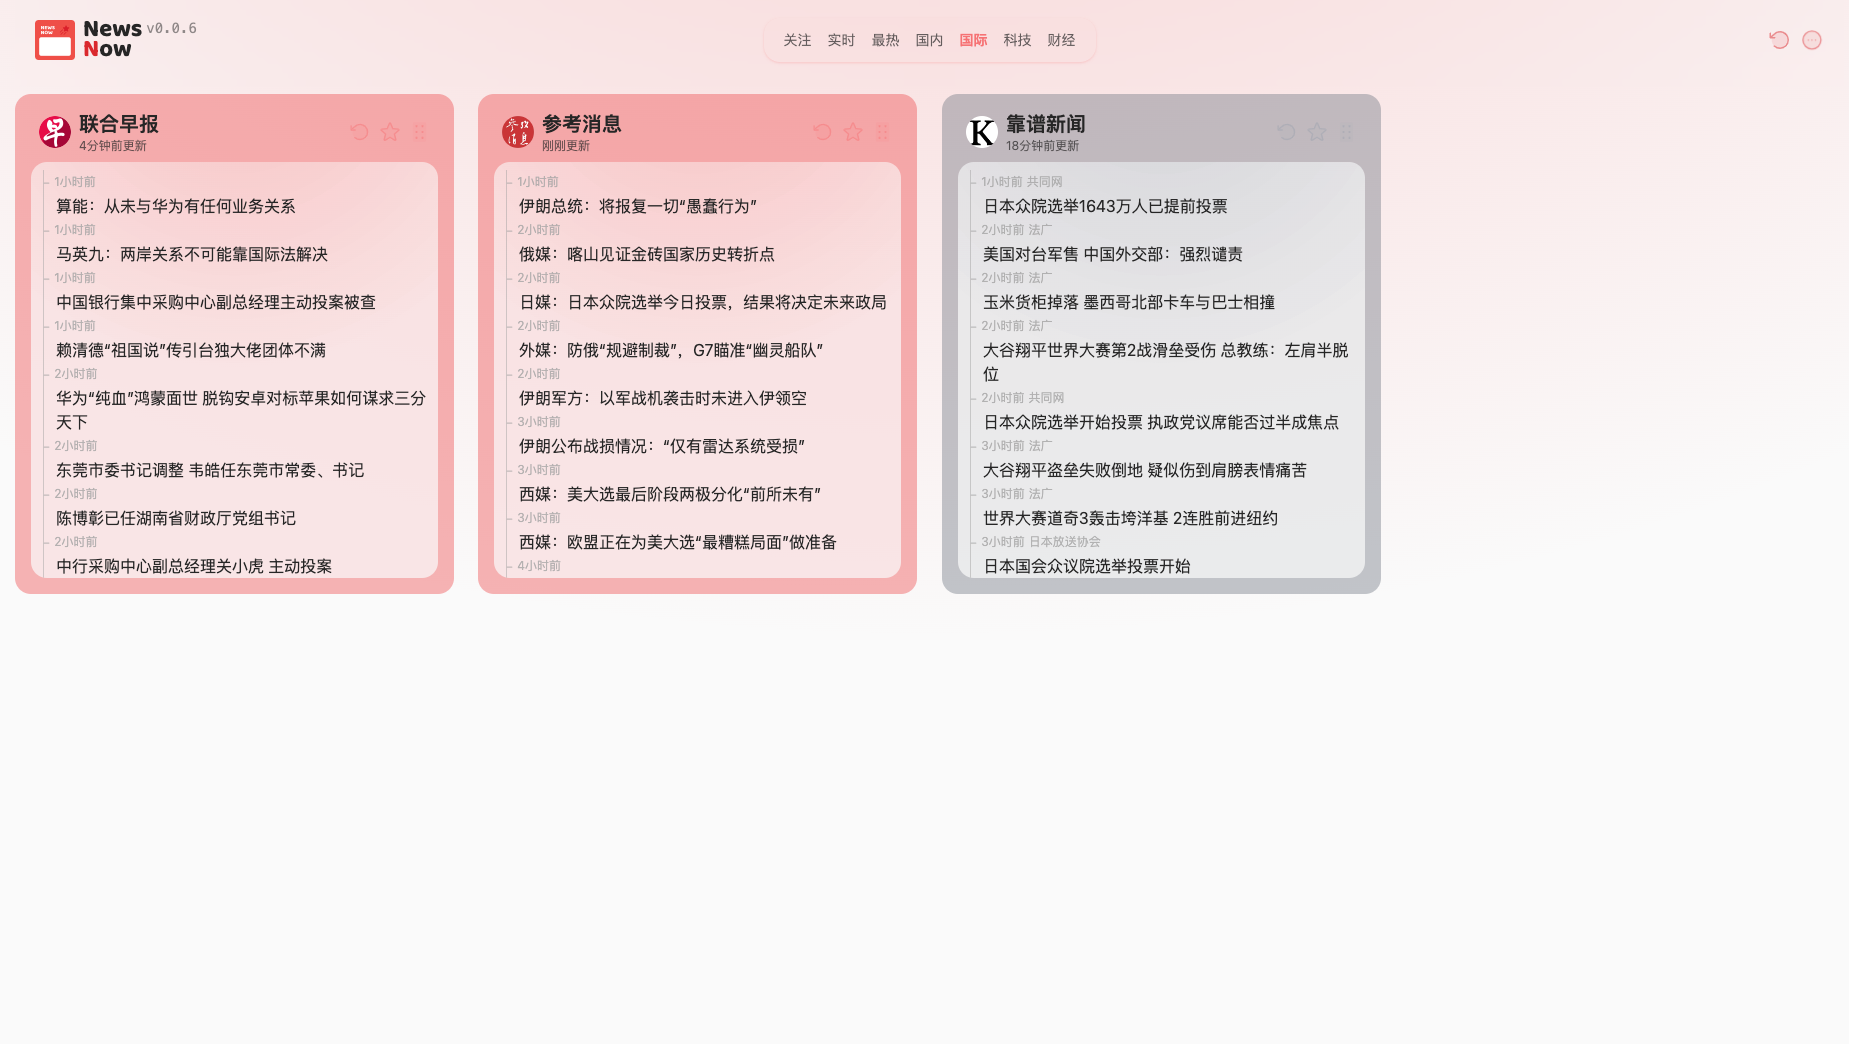 News v0.0.6
Now
关注 实时 最热 国内 国际 科技 财经
联合早报
4分钟前更新
1小时前
算能：从未与华为有任何业务关系
1小时前
马英九：两岸关系不可能靠国际法解决
1小时前
中国银行集中采购中心副总经理主动投案被查
1小时前
赖清德“祖国说”传引台独大佬团体不满
2小时前
华为“纯血”鸿蒙面世 脱钩安卓对标苹果如何谋求三分
天下
2小时前
东莞市委书记调整 韦皓任东莞市常委、书记
2小时前
陈博彰已任湖南省财政厅党组书记
2小时前
中行采购中心副总经理关小虎 主动投案
参考消息
刚刚更新
1小时前
伊朗总统：将报复一切“愚蠢行为”
2小时前
俄媒：喀山见证金砖国家历史转折点
2小时前
日媒：日本众院选举今日投票，结果将决定未来政局
2小时前
外媒：防俄“规避制裁”，G7瞄准“幽灵船队”
2小时前
伊朗军方：以军战机袭击时未进入伊领空
3小时前
伊朗公布战损情况：“仅有雷达系统受损”
3小时前
西媒：美大选最后阶段两极分化“前所未有”
3小时前
西媒：欧盟正在为美大选“最糟糕局面”做准备
4小时前
K
靠谱新闻
18分钟前更新
1小时前 共同网
日本众院选举1643万人已提前投票
2小时前 法广
美国对台军售 中国外交部：强烈谴责
2小时前 法广
玉米货柜掉落 墨西哥北部卡车与巴士相撞
2小时前 法广
大谷翔平世界大赛第2战滑垒受伤 总教练：左肩半脱
位
2小时前 共同网
日本众院选举开始投票 执政党议席能否过半成焦点
3小时前 法广
大谷翔平盗垒失败倒地 疑似伤到肩膀表情痛苦
3小时前 法广
世界大赛道奇3轰击垮洋基 2连胜前进纽约
3小时前 日本放送协会
日本国会众议院选举投票开始